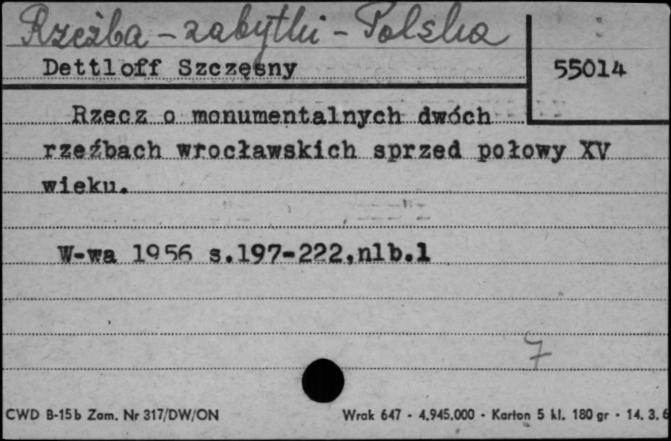 Rzeźba - zabytki - Polska
Dettloff Szczęsny
55014
Rzecz o monumentalnych dwóch
rzeźbach wrocławskich sprzed połowy XV
wieku.
W-wa 1956 s.197-222,nlb.1
7
CWD B-15b Zam. Nr 317/DW/ON
Wrak 647 - 4,945.000 - Karton 5 kl. 180 gr - 14. 3. 6